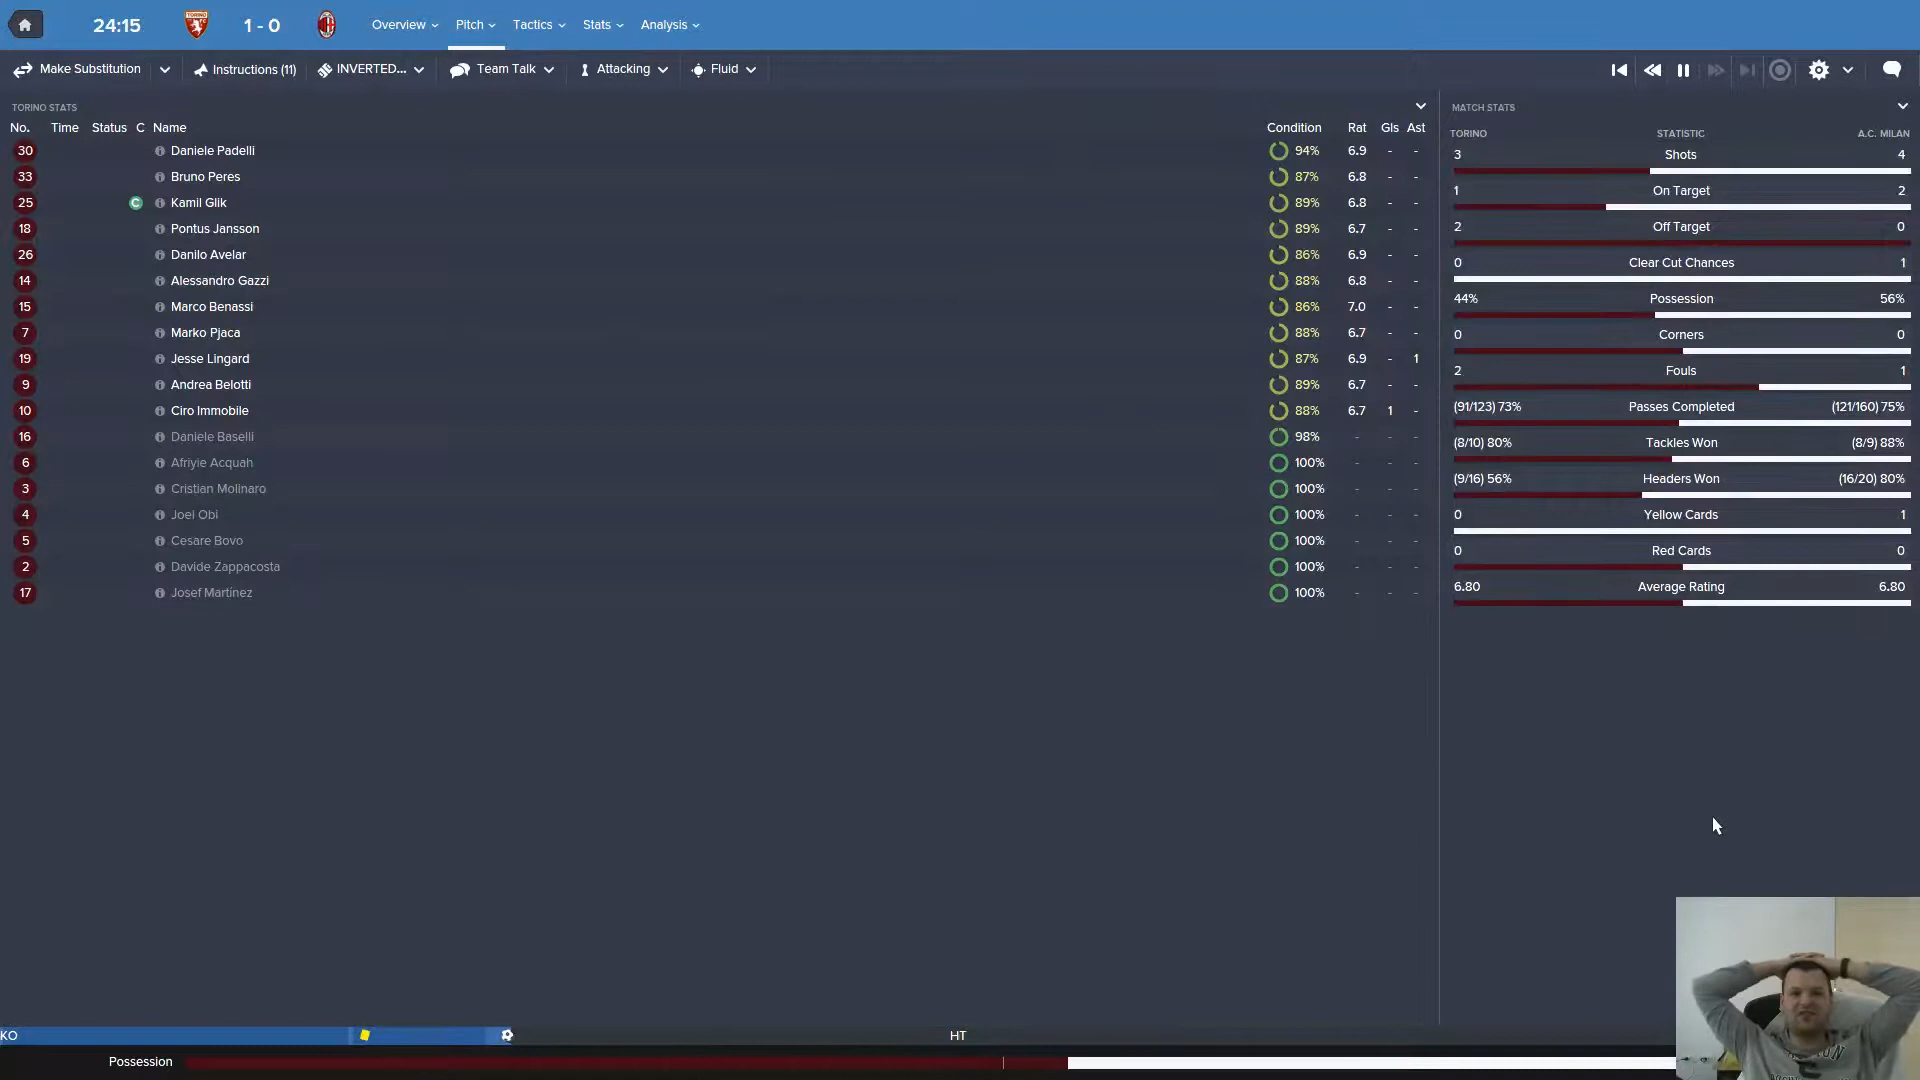 24:15 1 - 0 Overview Pitch Tactics Stats Analysis
Make Substitution Instructions (11) INVERTED... Team Talk Attacking Fluid
TORINO STATS
No. Time Status C Name Condition Rat Gls Ast
30 Daniele Padelli 94% 6.9 - -
33 Bruno Peres 87% 6.8 - -
25 C Kamil Glik 89% 6.8 - -
18 Pontus Jansson 89% 6.7 - -
26 Danilo Avelar 86% 6.9 - -
14 Alessandro Gazzi 88% 6.8 - -
15 Marco Benassi 86% 7.0 - -
7 Marko Pjaca 88% 6.7 - -
19 Jesse Lingard 87% 6.9 - 1
9 Andrea Belotti 89% 6.7 - -
10 Ciro Immobile 88% 6.7 1 -
16 Daniele Baselli 98% - - -
6 Afriyie Acquah 100% - - -
3 Cristian Molinaro 100% - - -
4 Joel Obi 100% - - -
5 Cesare Bovo 100% - - -
2 Davide Zappacosta 100% - - -
17 Josef Martínez 100% - - -
MATCH STATS
TORINO STATISTIC A.C. MILAN
3 Shots 4
1 On Target 2
2 Off Target 0
0 Clear Cut Chances 1
44% Possession 56%
0 Corners 0
2 Fouls 1
(91/123) 73% Passes Completed (121/160) 75%
(8/10) 80% Tackles Won (8/9) 88%
(9/16) 56% Headers Won (16/20) 80%
0 Yellow Cards 1
0 Red Cards 0
6.80 Average Rating 6.80
KO HT
Possession